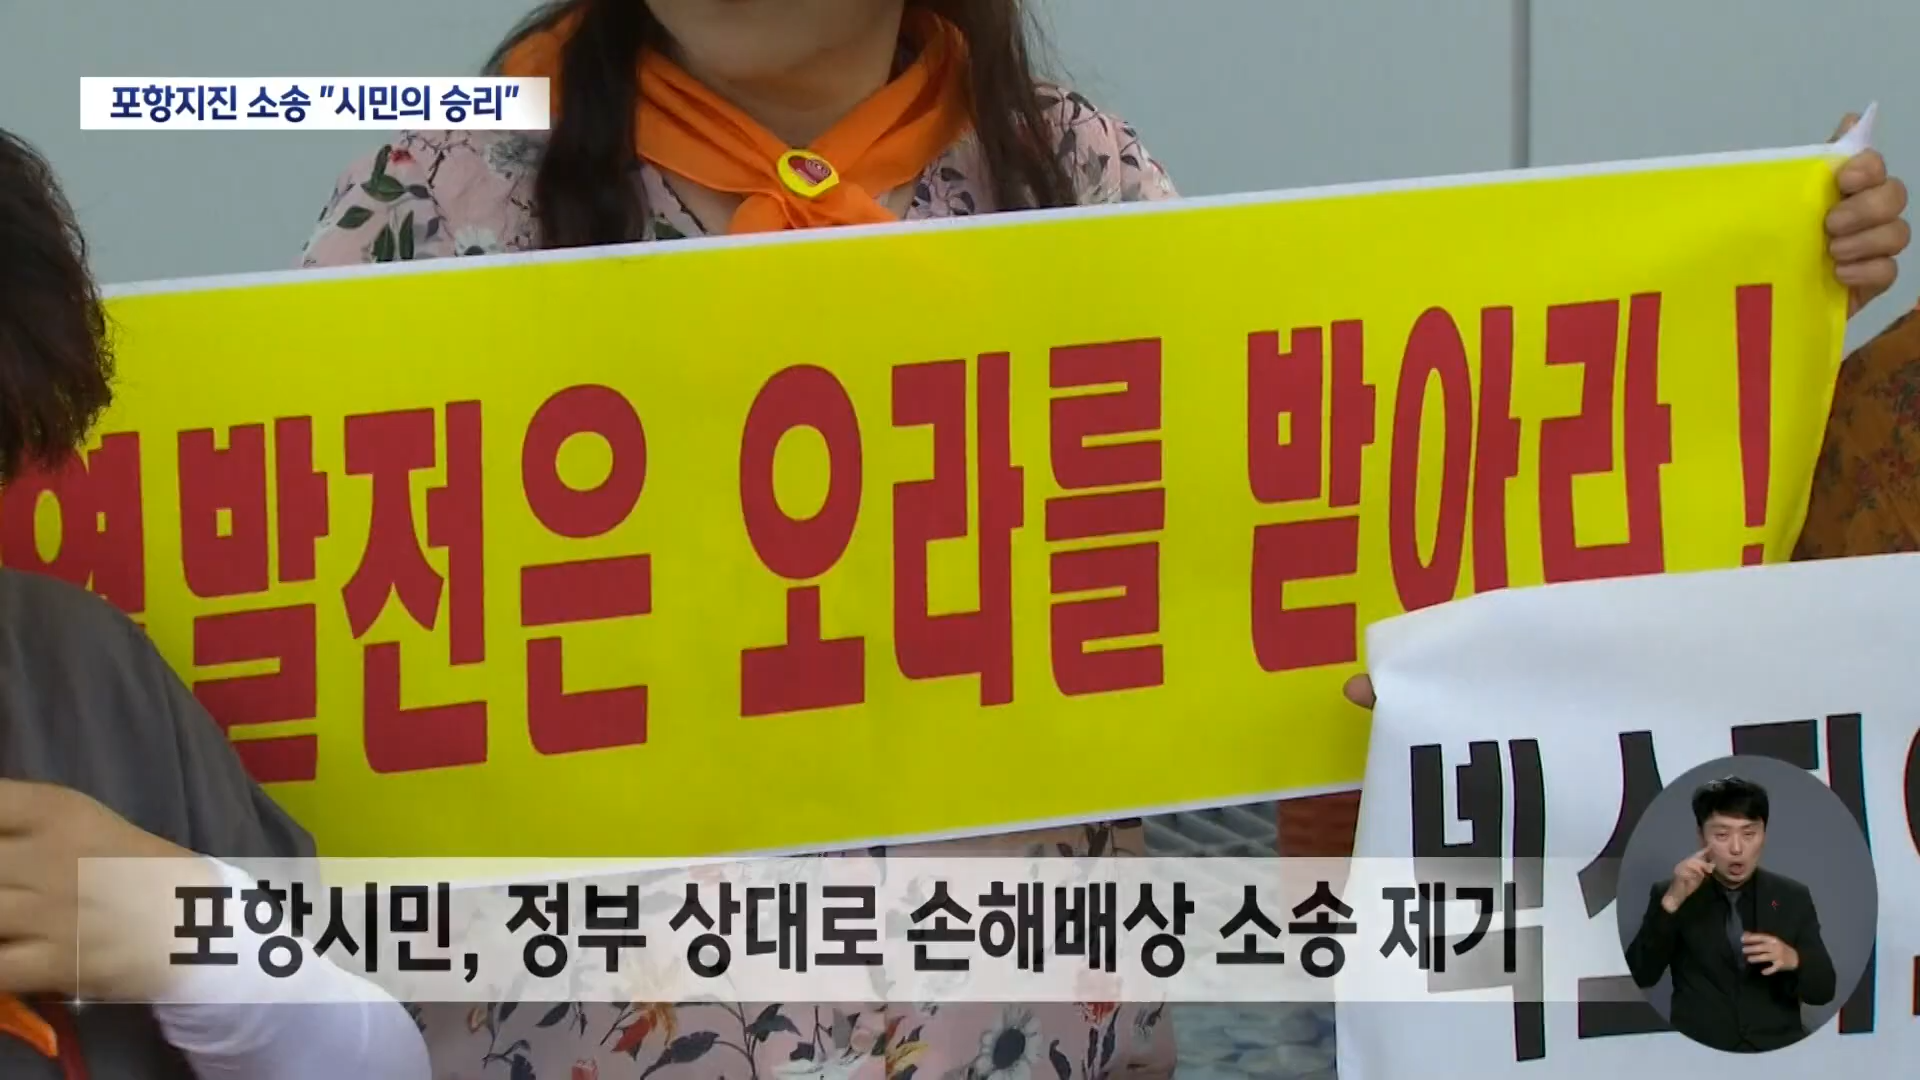 포항지진 소송 "시민의 승리"
열발전은 오라를 받아라!
넥스
포항시민, 정부 상대로 손해배상 소송 제기